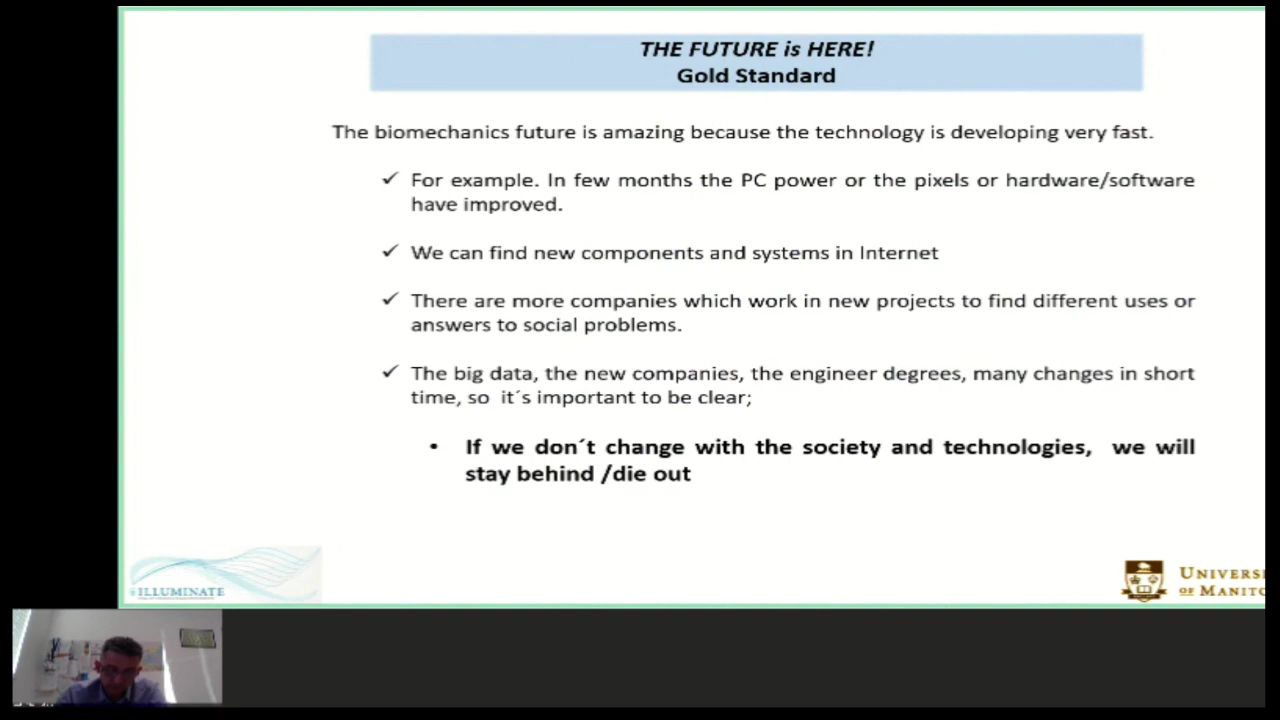 THE FUTURE is HERE!
Gold Standard
The biomechanics future is amazing because the technology is developing very fast.
✓ For example. In few months the PC power or the pixels or hardware/software
have improved.
✓ We can find new components and systems in Internet
✓ There are more companies which work in new projects to find different uses or
answers to social problems.
✓ The big data, the new companies, the engineer degrees, many changes in short
time, so it´s important to be clear;
• If we don´t change with the society and technologies, we will
stay behind /die out
ILLUMINATE
UNIVERSI
OF MANITO